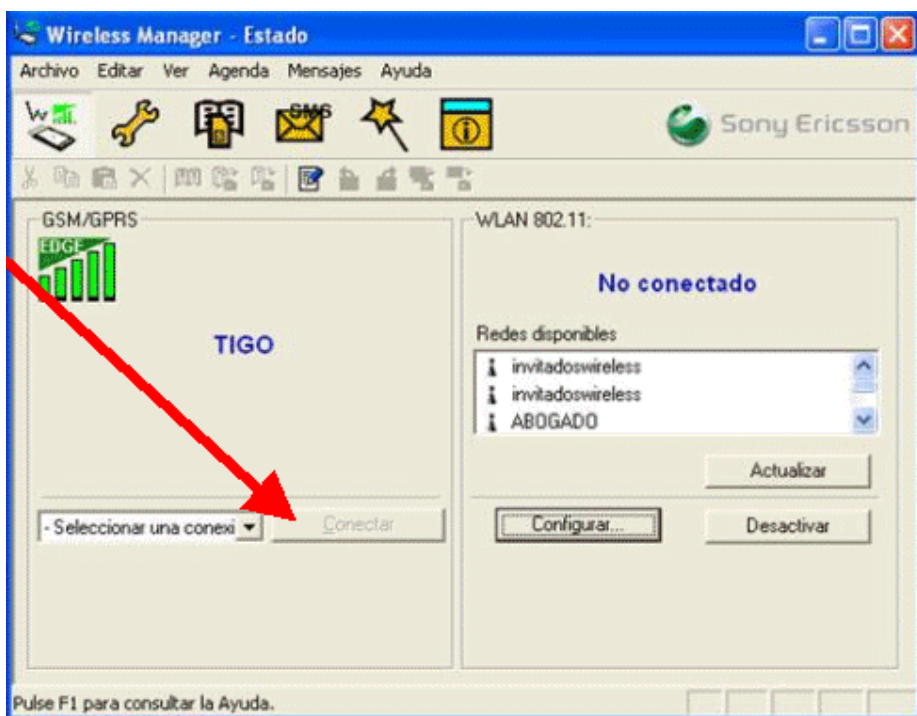 Wireless Manager - Estado
Archivo Editar Ver Agenda Mensajes Ayuda
SMS
Sony Ericsson
GSM/GPRS
EDGE
TIGO
- Seleccionar una conexi
Conectar
WLAN 802.11:
No conectado
Redes disponibles
invitadoswireless
invitadoswireless
ABOGADO
Actualizar
Configurar...
Desactivar
Pulse F1 para consultar la Ayuda.